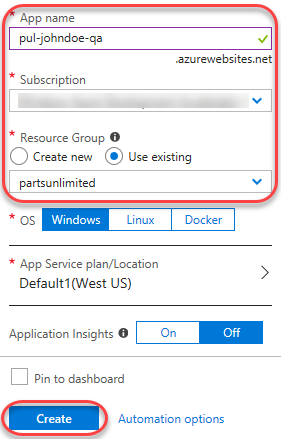 * App name
pul-johndoe-qa
.azurewebsites.net
* Subscription
* Resource Group
Create new Use existing
partsunlimited
* OS Windows Linux Docker
* App Service plan/Location
Default1(West US)
Application Insights On Off
Pin to dashboard
Create Automation options